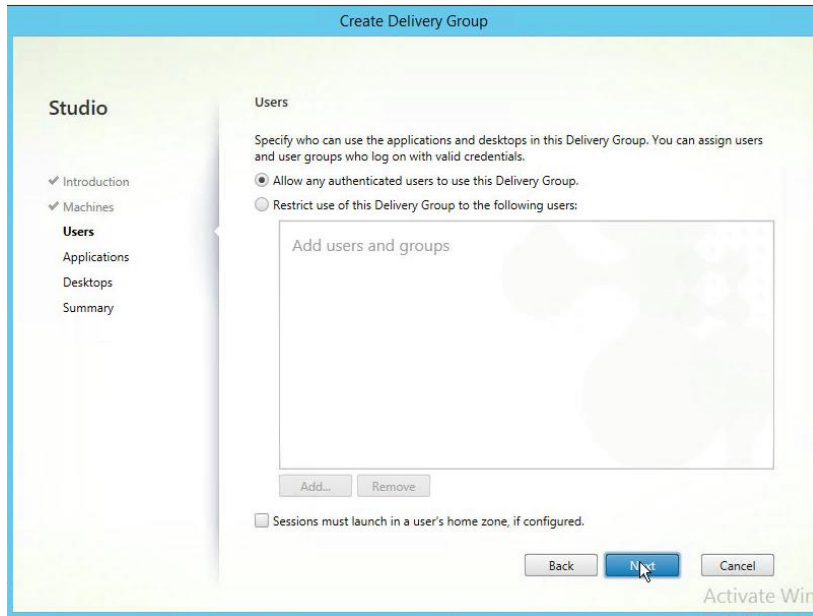 Create Delivery Group
Studio
Introduction
Machines
Users
Applications
Desktops
Summary
Users
Specify who can use the applications and desktops in this Delivery Group. You can assign users
and user groups who log on with valid credentials.
Allow any authenticated users to use this Delivery Group.
Restrict use of this Delivery Group to the following users:
Add users and groups
Add...
Remove
Sessions must launch in a user's home zone, if configured.
Back
Next
Cancel
Activate Win